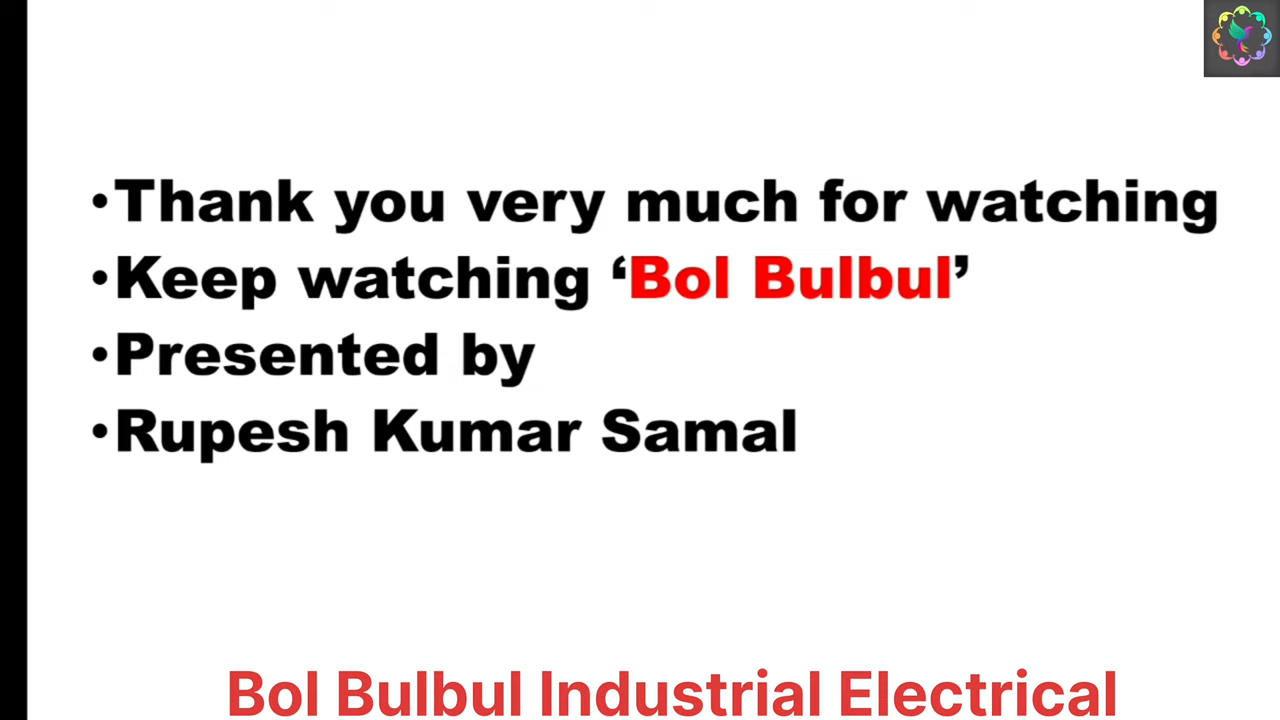 •Thank you very much for watching
•Keep watching ‘Bol Bulbul’
•Presented by
•Rupesh Kumar Samal
Bol Bulbul Industrial Electrical